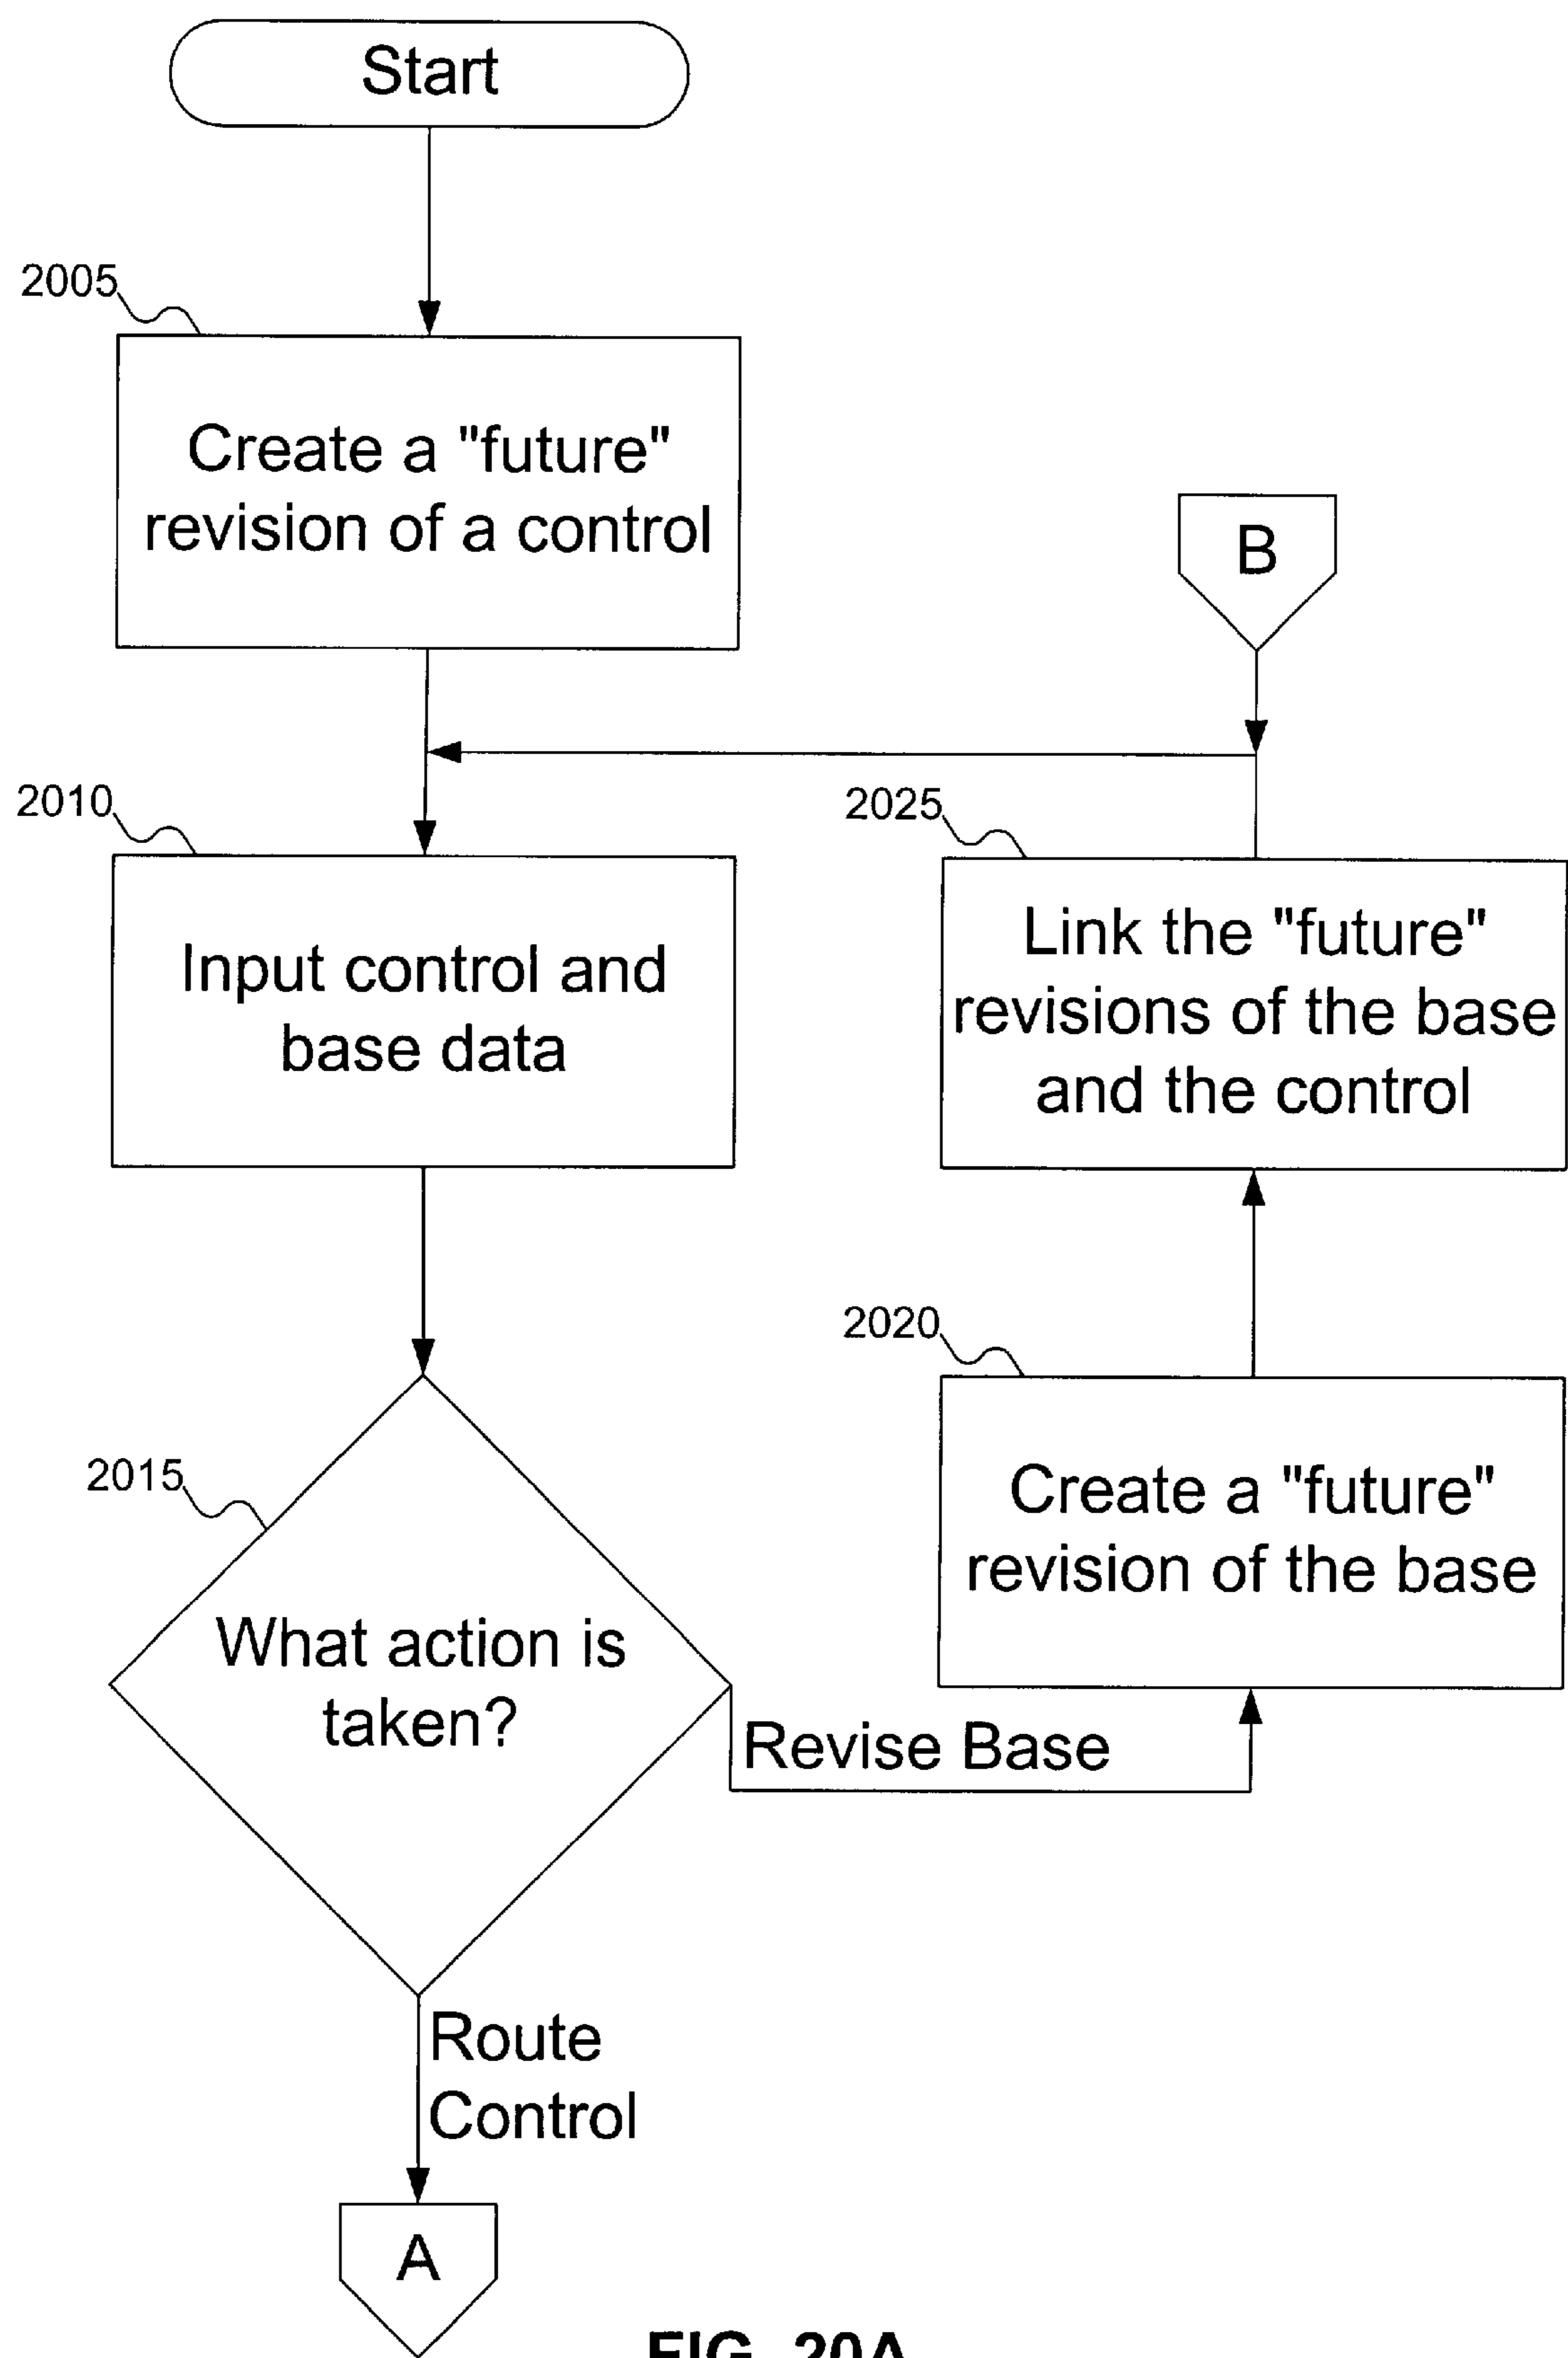 Start
2005
Create a "future"
revision of a control
B
2010
Input control and
base data
2025
Link the "future"
revisions of the base
and the control
2020
Create a "future"
revision of the base
2015
What action is
taken?
Revise Base
Route
Control
A
FIG. 20A